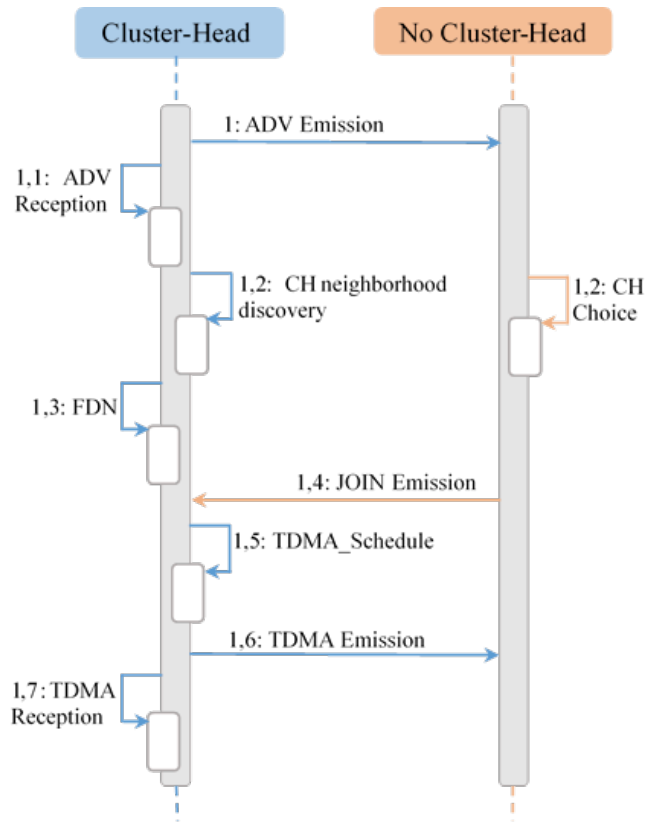 Cluster-Head
No Cluster-Head
1: ADV Emission
1,1: ADV
Reception
1,2: CH neighborhood
discovery
1,2: CH
Choice
1,3: FDN
1,4: JOIN Emission
1,5: TDMA_Schedule
1,6: TDMA Emission
1,7: TDMA
Reception